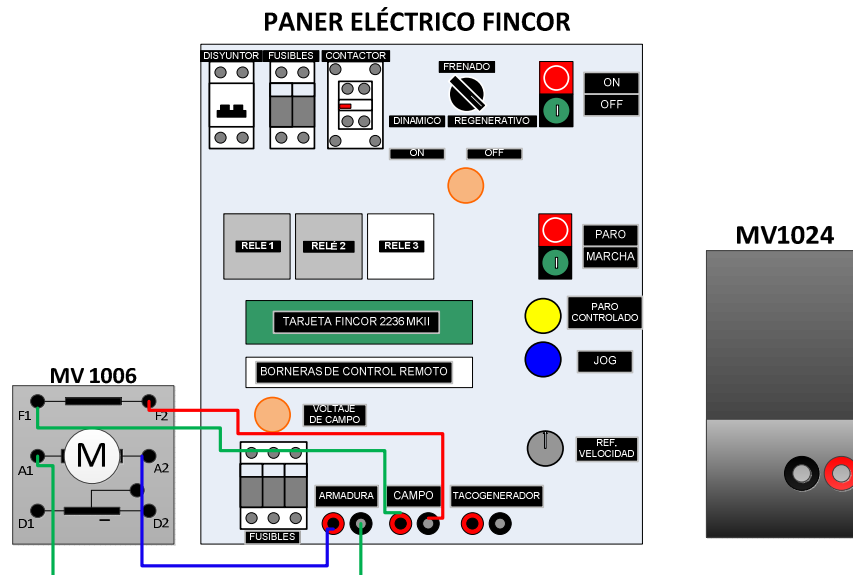 PANER ELÉCTRICO FINCOR
DISYUNTOR
FUSIBLES
CONTACTOR
FRENADO
DINAMICO
REGENERATIVO
ON
OFF
ON
OFF
RELE 1
RELÉ 2
RELE 3
PARO
MARCHA
TARJETA FINCOR 2236 MKII
PARO
CONTROLADO
BORNERAS DE CONTROL REMOTO
JOG
VOLTAJE
DE CAMPO
REF.
VELOCIDAD
ARMADURA
CAMPO
TACOGENERADOR
FUSIBLES
MV 1006
F1
F2
A1
M
A2
D1
D2
MV1024